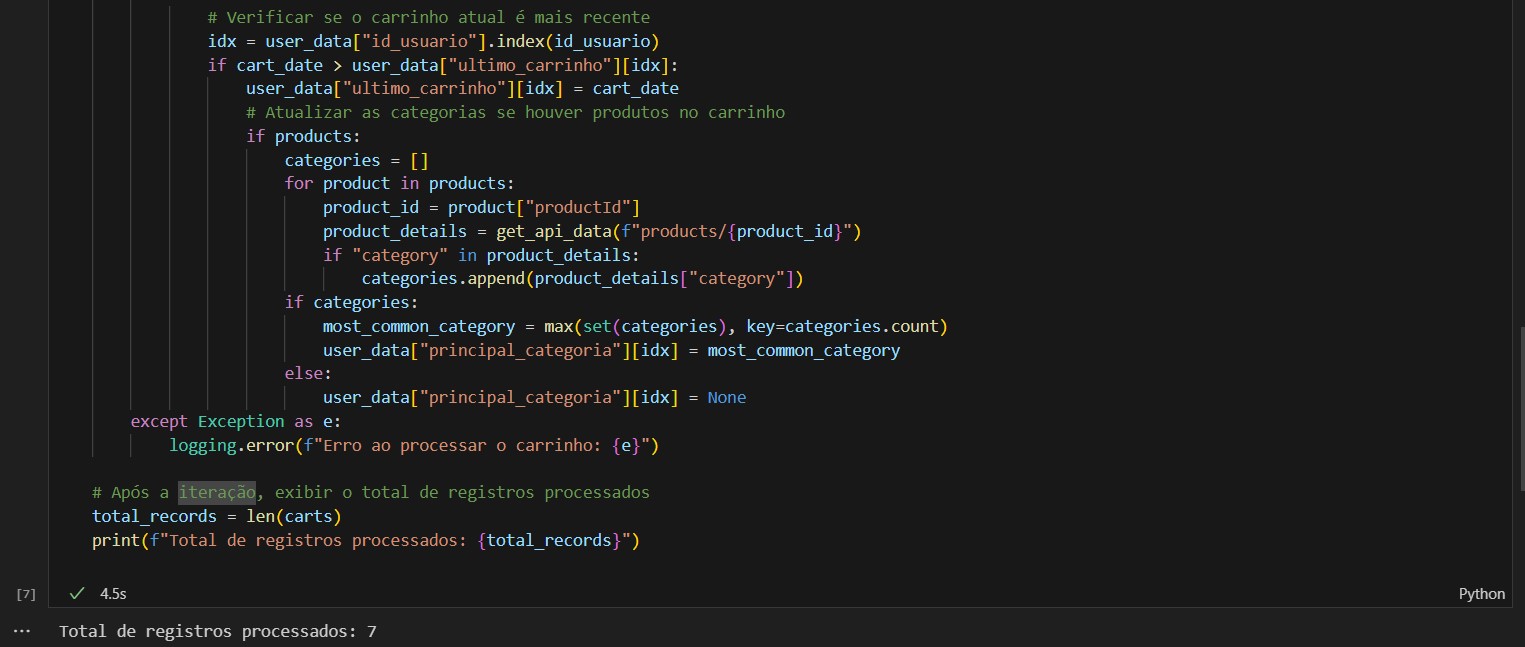 # Verificar se o carrinho atual é mais recente
idx = user_data["id_usuario"].index(id_usuario)
if cart_date > user_data["ultimo_carrinho"][idx]:
user_data["ultimo_carrinho"][idx] = cart_date
# Atualizar as categorias se houver produtos no carrinho
if products:
categories = []
for product in products:
product_id = product["productId"]
product_details = get_api_data(f"products/{product_id}")
if "category" in product_details:
categories.append(product_details["category"])
if categories:
most_common_category = max(set(categories), key=categories.count)
user_data["principal_categoria"][idx] = most_common_category
else:
user_data["principal_categoria"][idx] = None
except Exception as e:
logging.error(f"Erro ao processar o carrinho: {e}")
# Após a iteração, exibir o total de registros processados
total_records = len(carts)
print(f"Total de registros processados: {total_records}")
[7] ✓ 4.5s Python
... Total de registros processados: 7